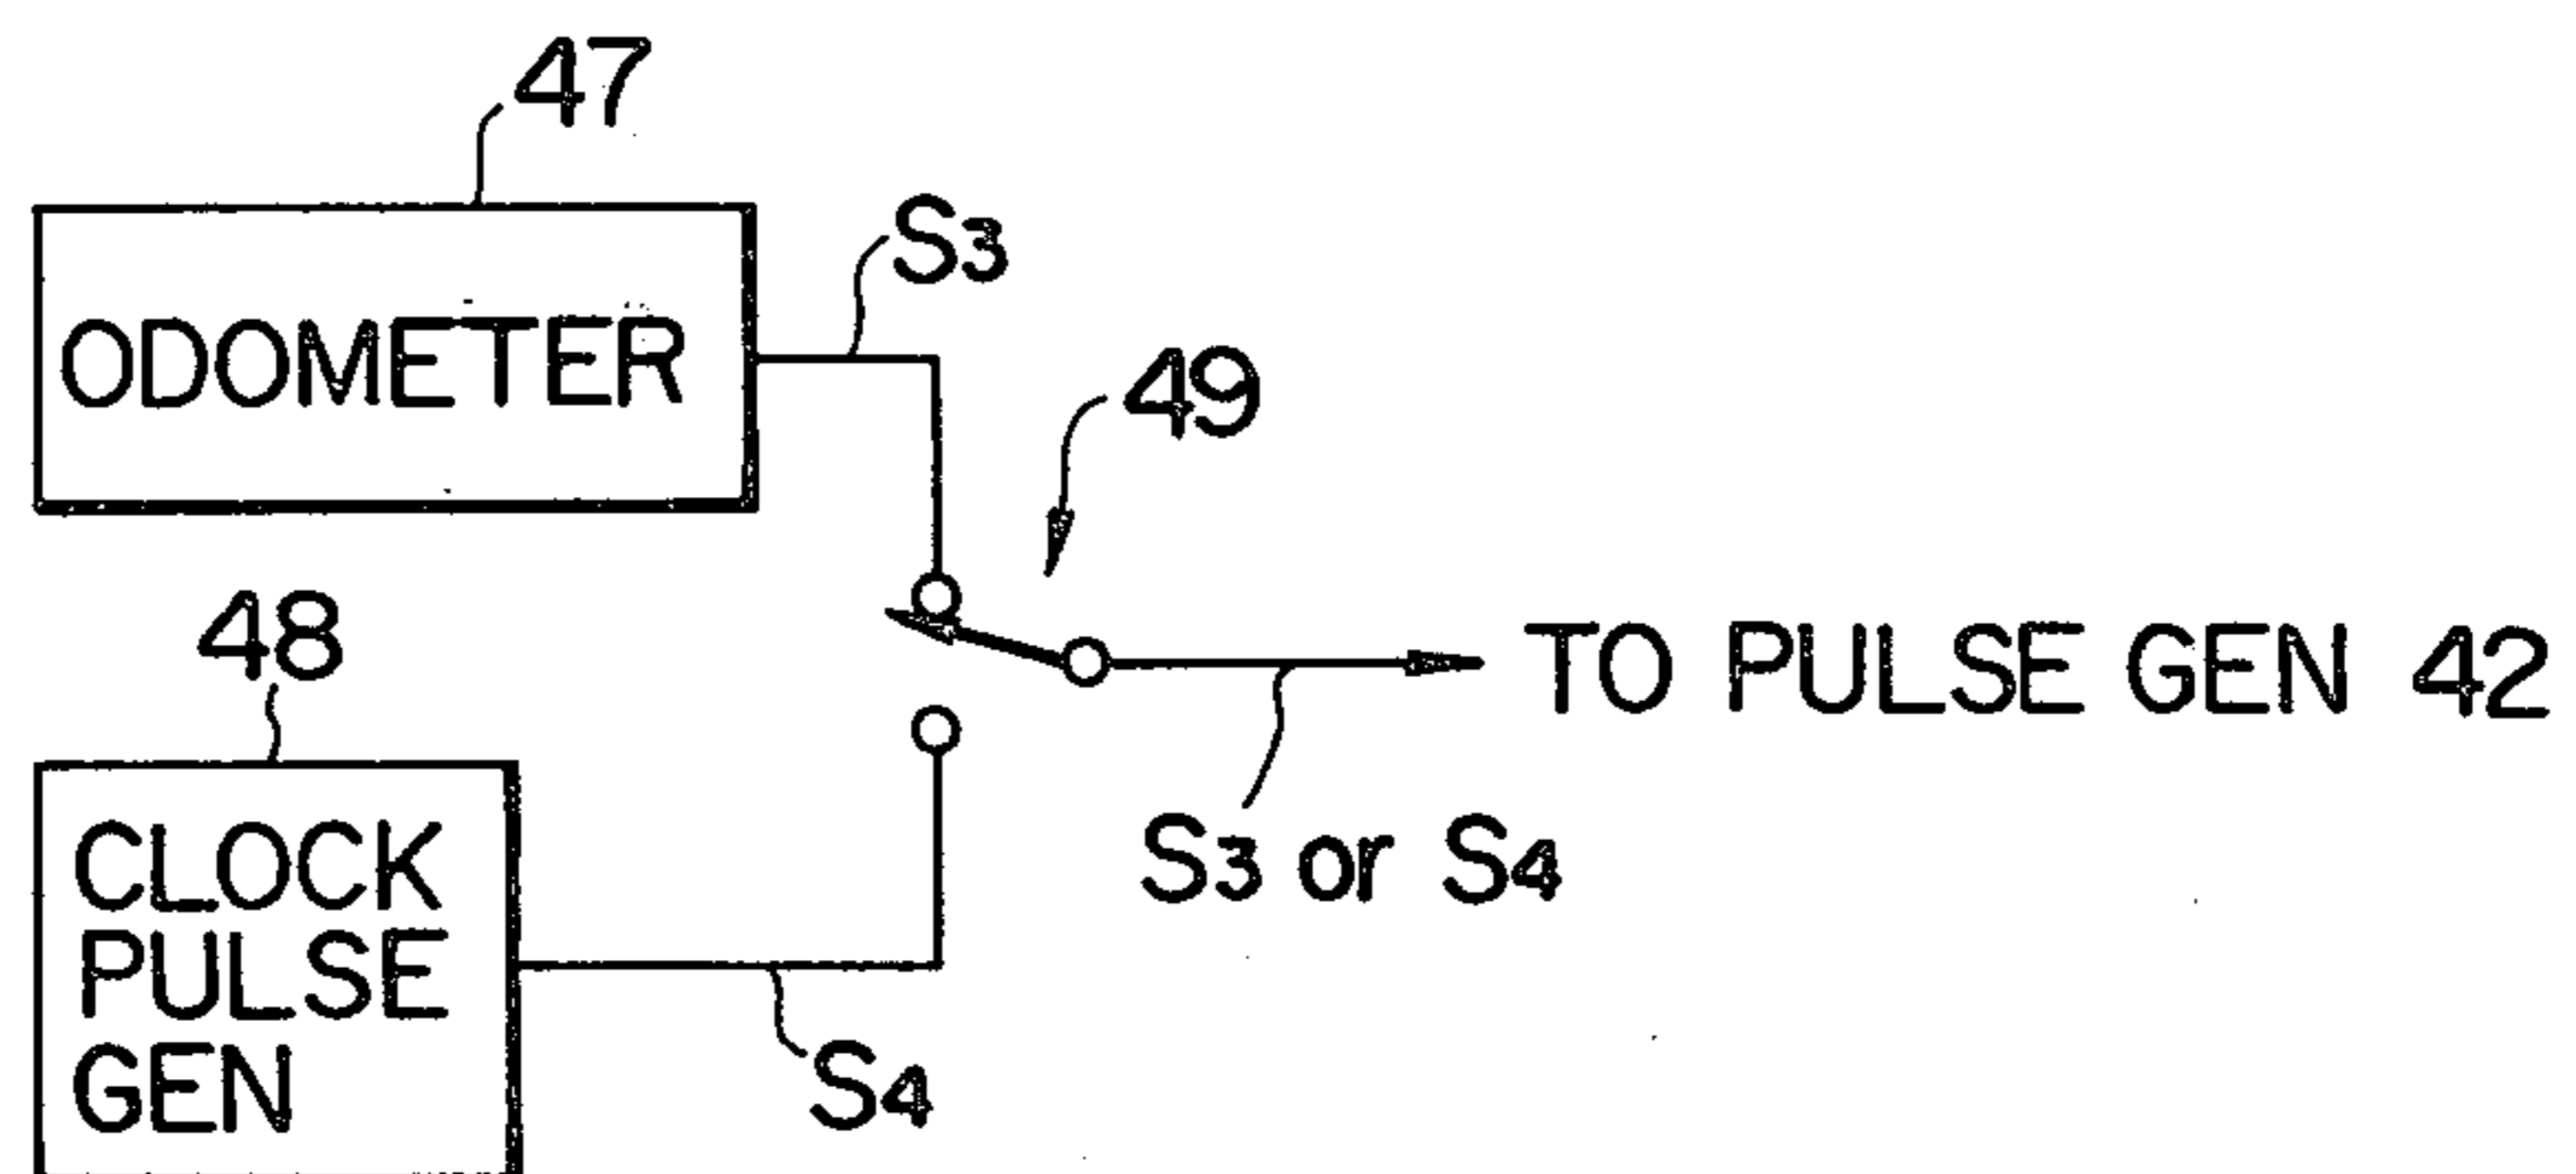 47
ODOMETER
S3
49
48
CLOCK
PULSE
GEN
S4
TO PULSE GEN 42
S3 or S4